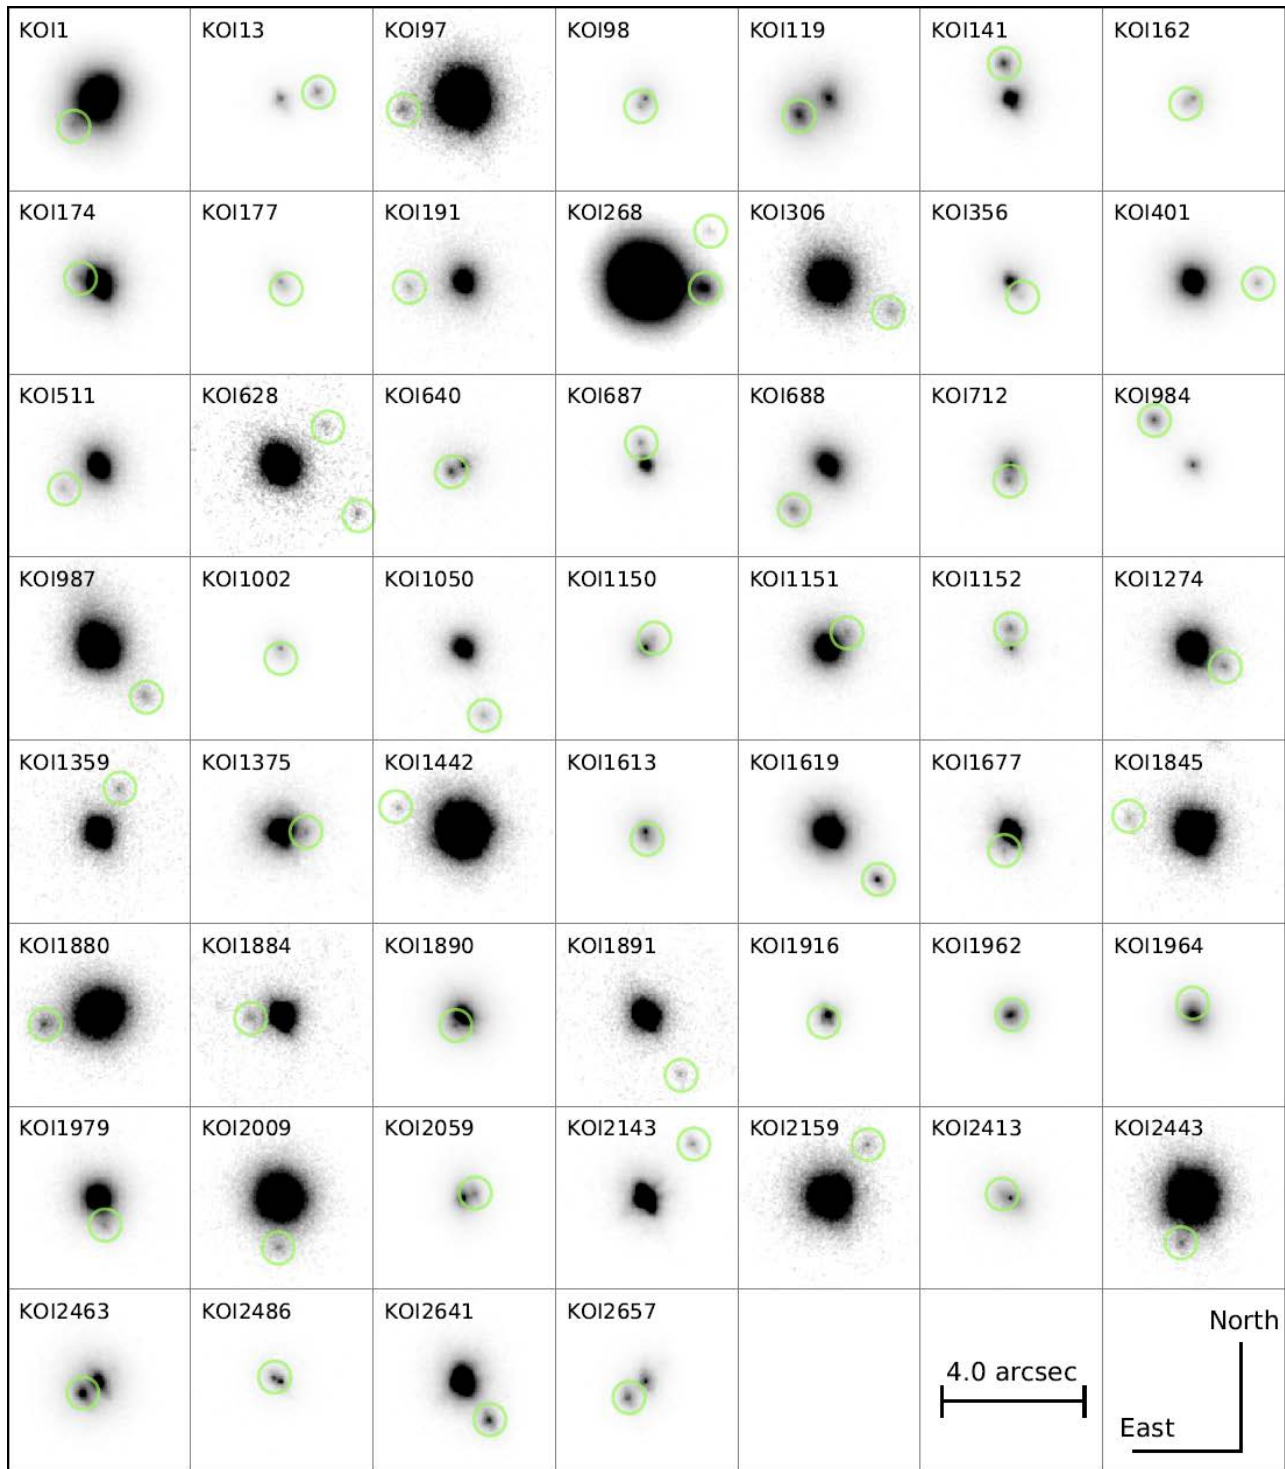 KOI1 KOI13 KOI97 KOI98 KOI119 KOI141 KOI162
KOI174 KOI177 KOI191 KOI268 KOI306 KOI356 KOI401
KOI511 KOI628 KOI640 KOI687 KOI688 KOI712 KOI984
KOI987 KOI1002 KOI1050 KOI1150 KOI1151 KOI1152 KOI1274
KOI1359 KOI1375 KOI1442 KOI1613 KOI1619 KOI1677 KOI1845
KOI1880 KOI1884 KOI1890 KOI1891 KOI1916 KOI1962 KOI1964
KOI1979 KOI2009 KOI2059 KOI2143 KOI2159 KOI2413 KOI2443
KOI2463 KOI2486 KOI2641 KOI2657
North
4.0 arcsec
East